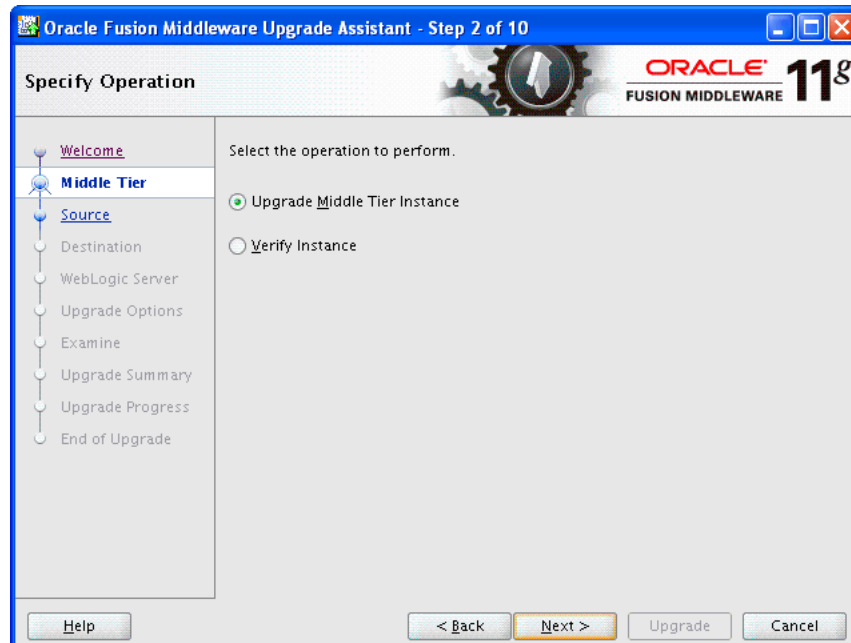 Oracle Fusion Middleware Upgrade Assistant - Step 2 of 10
Specify Operation
ORACLE
FUSION MIDDLEWARE
11g
Welcome
Middle Tier
Source
Destination
WebLogic Server
Upgrade Options
Examine
Upgrade Summary
Upgrade Progress
End of Upgrade
Select the operation to perform.
Upgrade Middle Tier Instance
Verify Instance
Help
< Back
Next >
Upgrade
Cancel